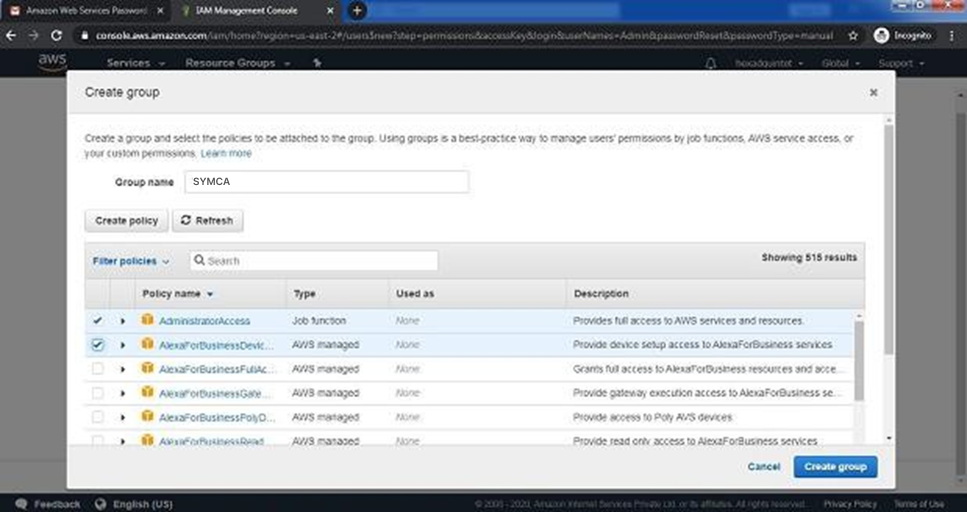 Amazon Web Services Password
IAM Management Console
console.aws.amazon.com/iam/home?region=us-east-2#/users$new?step=permissions&accessKey&login&userNames=Admin&passwordReset&passwordType=manual
Incognito
aws
Services
Resource Groups
Global
Support
Create group
Create a group and select the policies to be attached to the group. Using groups is a best-practice way to manage users' permissions by job functions, AWS service access, or
your custom permissions. Learn more
Group name SYMCA
Create policy Refresh
Filter policies Search Showing 515 results
Policy name Type Used as Description
AdministratorAccess Job function None Provides full access to AWS services and resources.
AlexaForBusinessDevic... AWS managed None Provide device setup access to AlexaForBusiness services
AlexaForBusinessFullAc... AWS managed None Grants full access to AlexaForBusiness resources and acce...
AlexaForBusinessGate... AWS managed None Provide gateway execution access to AlexaForBusiness se...
AlexaForBusinessPolyD... AWS managed None Provide access to Poly AVS devices
AlexaForBusinessRead... AWS managed None Provide read only access to AlexaForBusiness services
Cancel Create group
Feedback English (US) © 2008 - 2020, Amazon Internet Services Private Ltd. or its affiliates. All rights reserved. Privacy Policy Terms of Use